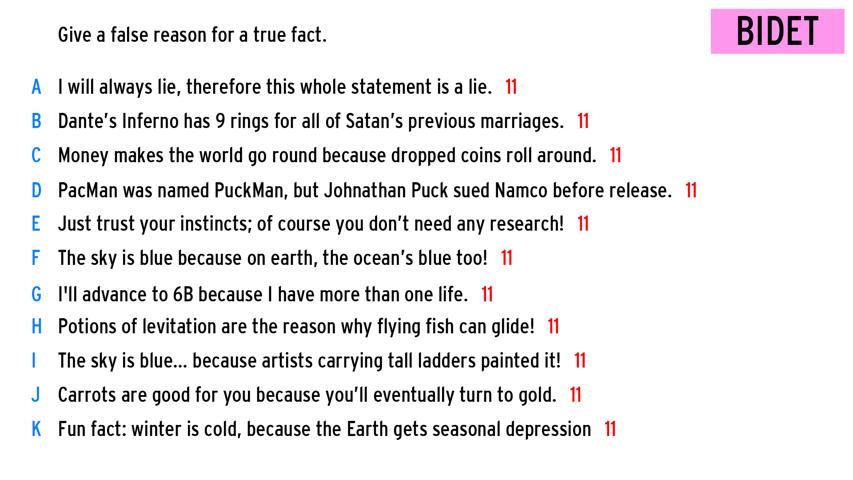 Give a false reason for a true fact.
BIDET
A I will always lie, therefore this whole statement is a lie. 11
B Dante's Inferno has 9 rings for all of Satan's previous marriages. 11
C Money makes the world go round because dropped coins roll around. 11
D PacMan was named PuckMan, but Johnathan Puck sued Namco before release. 11
E Just trust your instincts; of course you don't need any research! 11
F The sky is blue because on earth, the ocean's blue too! 11
G I'll advance to 6B because I have more than one life. 11
H Potions of levitation are the reason why flying fish can glide! 11
I The sky is blue... because artists carrying tall ladders painted it! 11
J Carrots are good for you because you'll eventually turn to gold. 11
K Fun fact: winter is cold, because the Earth gets seasonal depression 11